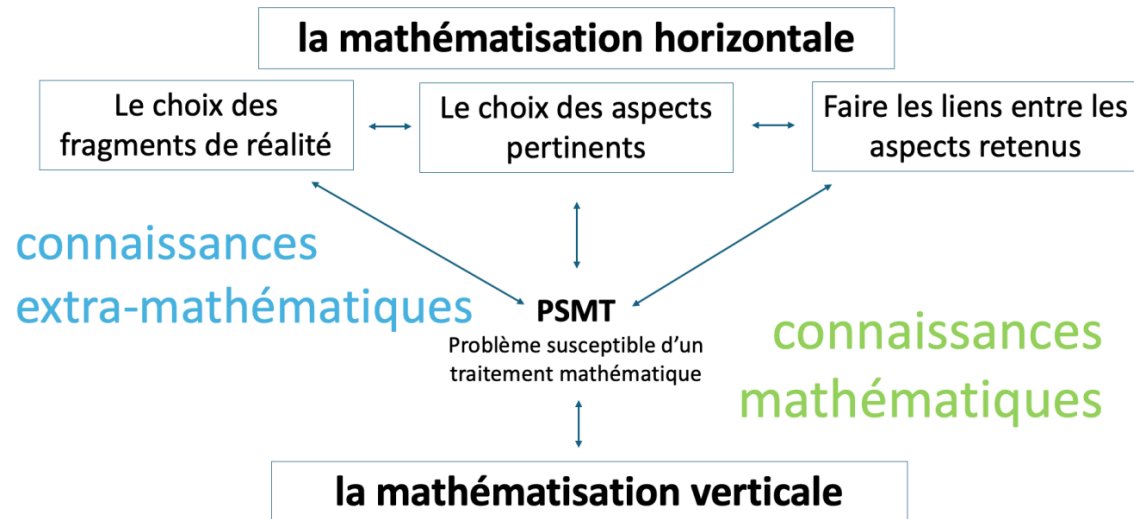 la mathématisation horizontale
Le choix des
fragments de réalité
Le choix des aspects
pertinents
Faire les liens entre les
aspects retenus
connaissances
extra-mathématiques
PSMT
Problème susceptible d'un
traitement mathématique
connaissances
mathématiques
la mathématisation verticale